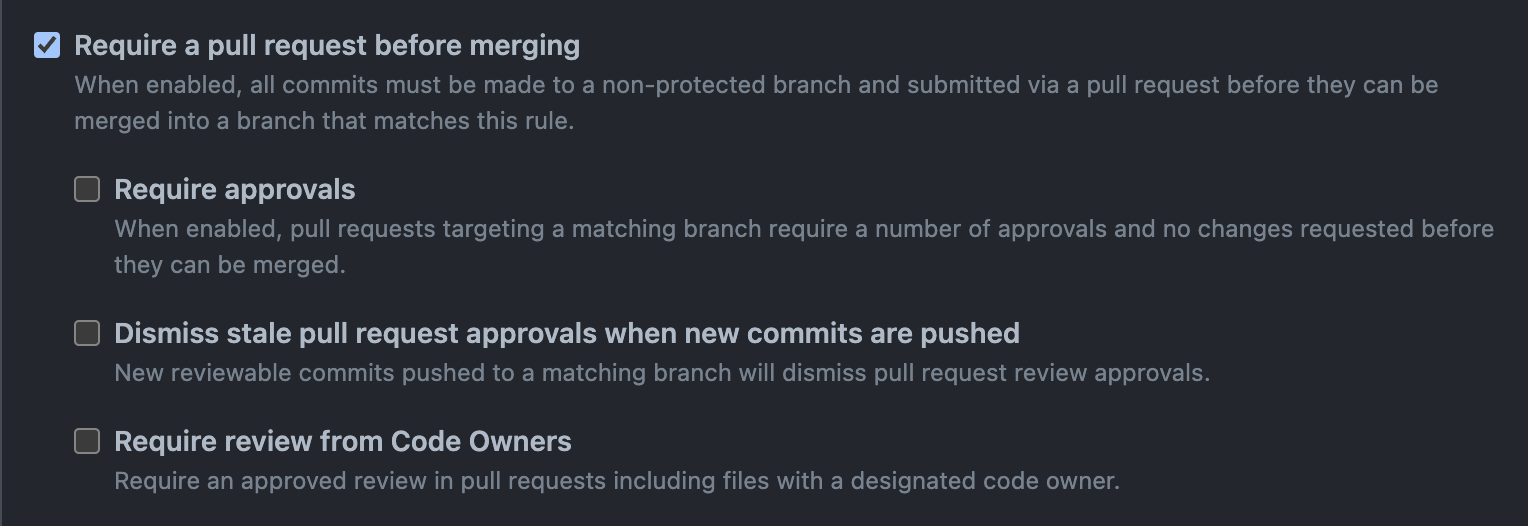 Require a pull request before merging
When enabled, all commits must be made to a non-protected branch and submitted via a pull request before they can be
merged into a branch that matches this rule.
Require approvals
When enabled, pull requests targeting a matching branch require a number of approvals and no changes requested before
they can be merged.
Dismiss stale pull request approvals when new commits are pushed
New reviewable commits pushed to a matching branch will dismiss pull request review approvals.
Require review from Code Owners
Require an approved review in pull requests including files with a designated code owner.